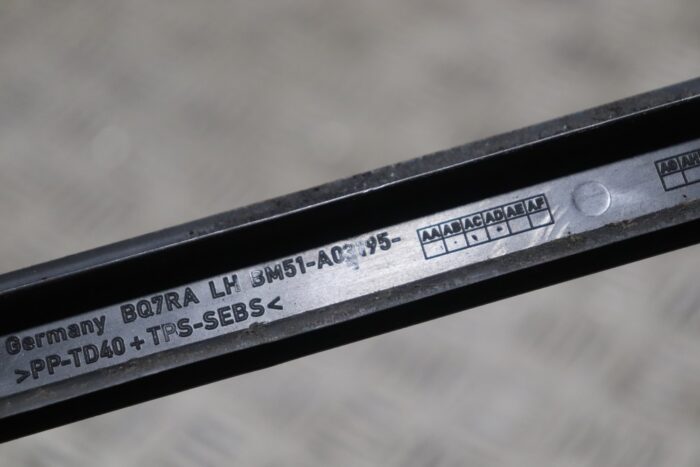 Germany BQ7RA LH
>PP-TD40 + TPS-SEBS<
AA AB AC AD AE AF